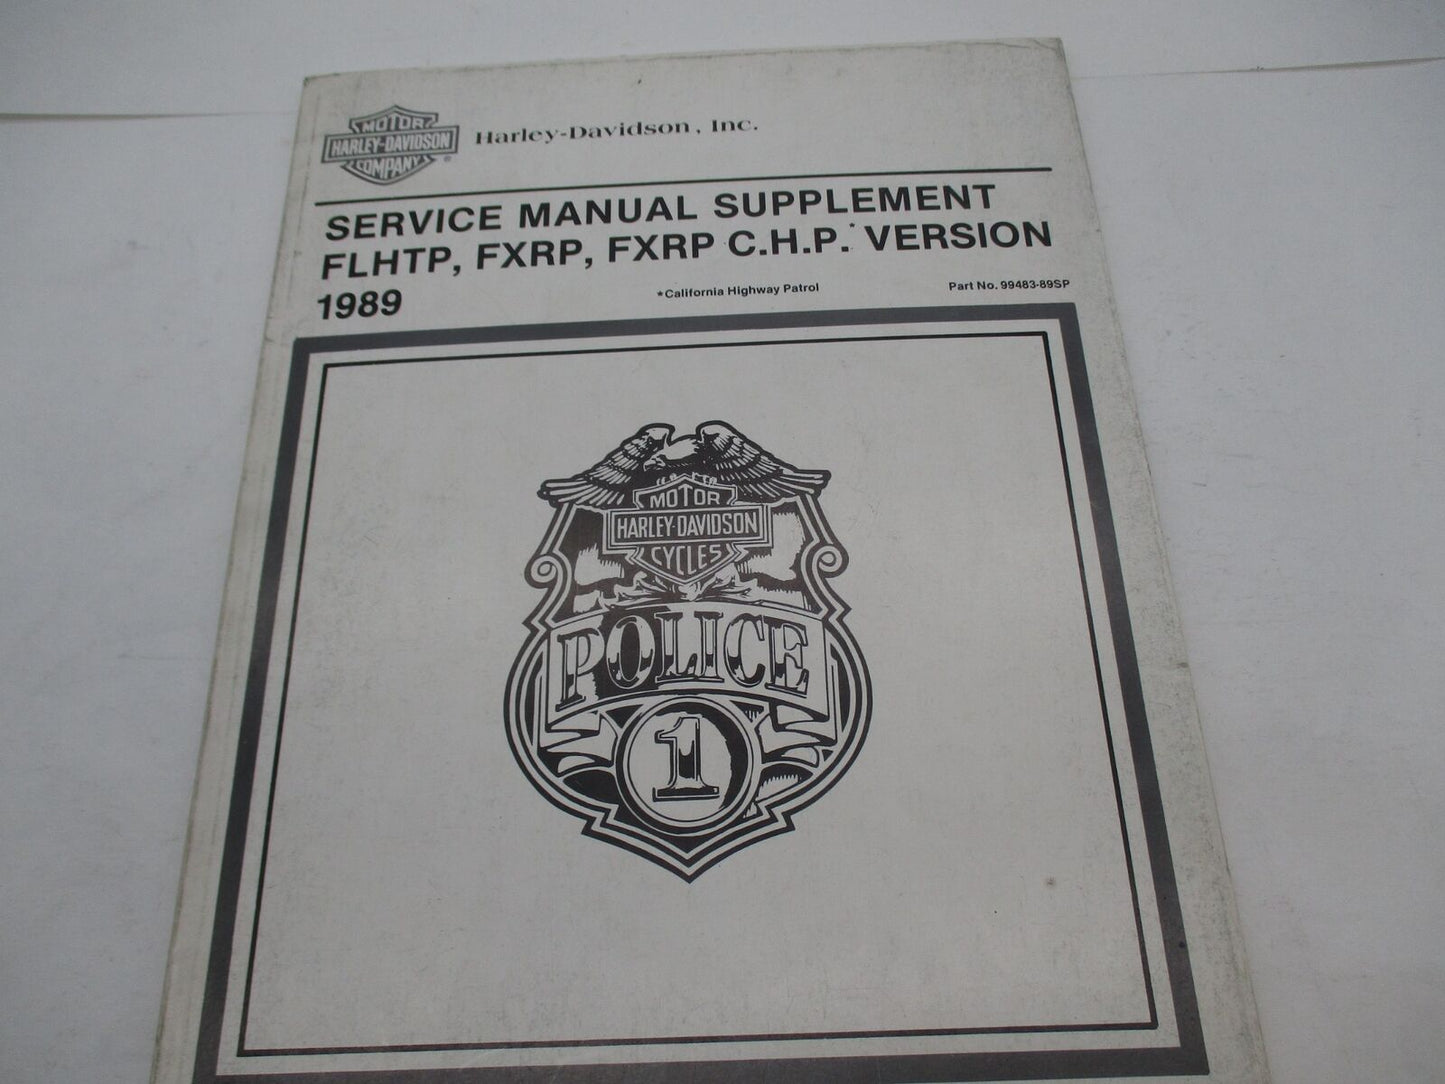 MOTOR
HARLEY-DAVIDSON
COMPANY ®
Harley-Davidson, Inc.
SERVICE MANUAL SUPPLEMENT
FLHTP, FXRP, FXRP C.H.P.* VERSION
1989
*California Highway Patrol
Part No. 99483-89SP
MOTOR
HARLEY-DAVIDSON
CYCLES
POLICE
1